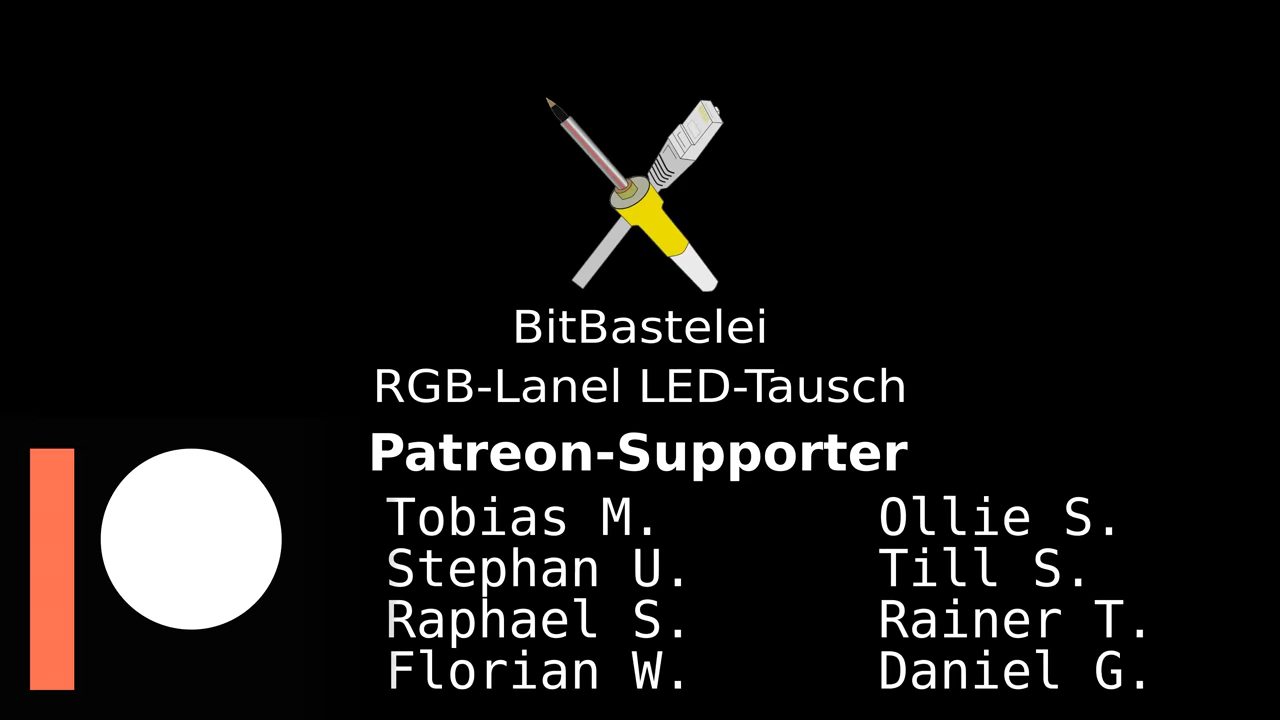 BitBastelei
RGB-Lanel LED-Tausch
Patreon-Supporter
Tobias M. Ollie S.
Stephan U. Till S.
Raphael S. Rainer T.
Florian W. Daniel G.